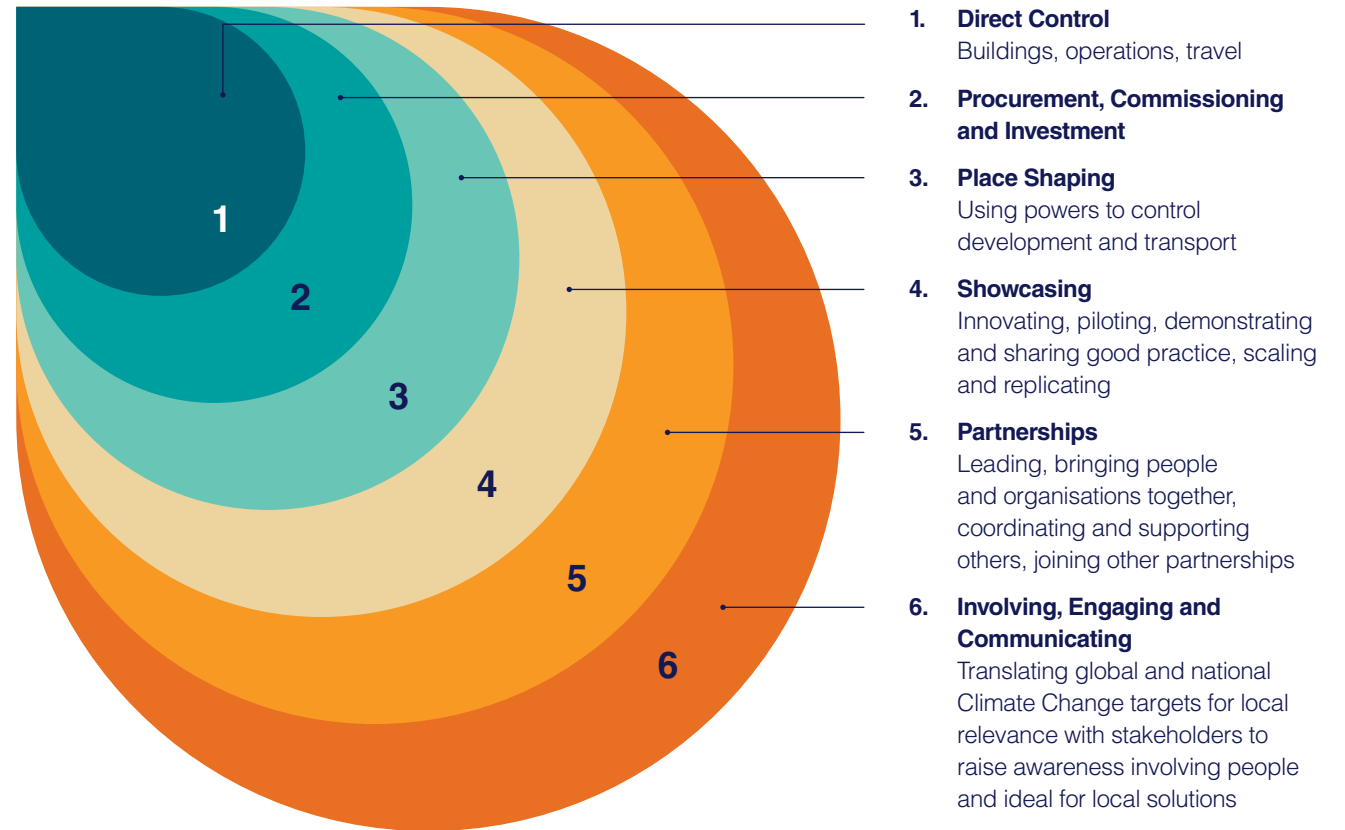 1. Direct Control
Buildings, operations, travel
2. Procurement, Commissioning
and Investment
3. Place Shaping
Using powers to control
development and transport
4. Showcasing
Innovating, piloting, demonstrating
and sharing good practice, scaling
and replicating
5. Partnerships
Leading, bringing people
and organisations together,
coordinating and supporting
others, joining other partnerships
6. Involving, Engaging and
Communicating
Translating global and national
Climate Change targets for local
relevance with stakeholders to
raise awareness involving people
and ideal for local solutions
1
2
3
4
5
6